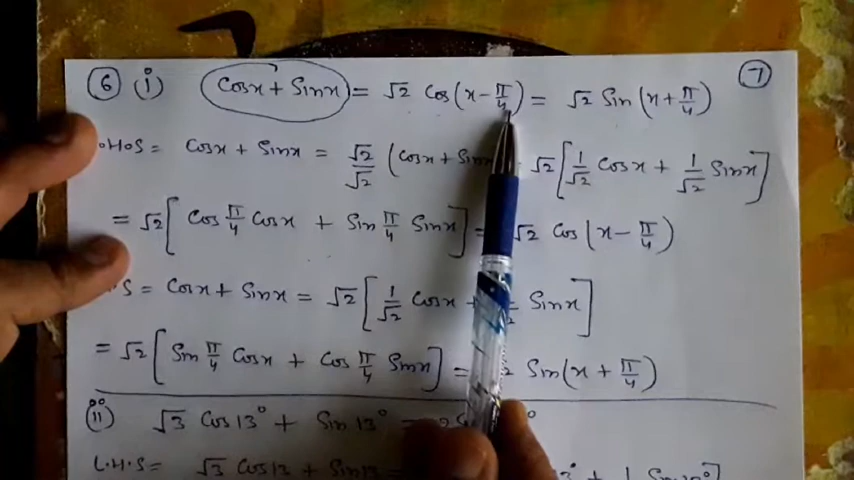 ⑥ (i) Cosx + Sinx = √2 Cos(x - π/4) = √2 Sin(x + π/4) ⑦
H·S = Cosx + Sinx = √2/√2 (Cosx + Sin = √2[1/√2 Cosx + 1/√2 Sinx]
= √2[Cos π/4 Cosx + Sin π/4 Sinx] = √2 Cos(x - π/4)
S = Cosx + Sinx = √2[1/√2 Cosx + Sinx]
= √2[Sin π/4 Cosx + Cos π/4 Sinx] = Sin(x + π/4)
(ii) √3 Cos13° + Sin13° =
L·H·S = √3 Cos13 + Sin13